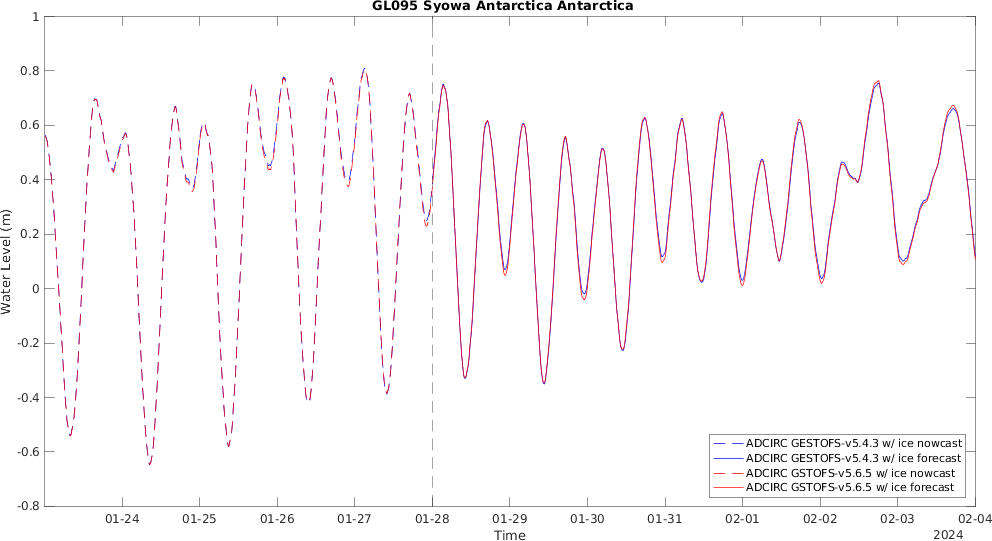 GL095 Syowa Antarctica Antarctica
1
0.8
0.6
0.4
0.2
0
-0.2
-0.4
-0.6
-0.8
Water Level (m)
01-24 01-25 01-26 01-27 01-28 01-29 01-30 01-31 02-01 02-02 02-03 02-04
Time
2024
ADCIRC GESTOFS-v5.4.3 w/ ice nowcast
ADCIRC GESTOFS-v5.4.3 w/ ice forecast
ADCIRC GSTOFS-v5.6.5 w/ ice nowcast
ADCIRC GSTOFS-v5.6.5 w/ ice forecast